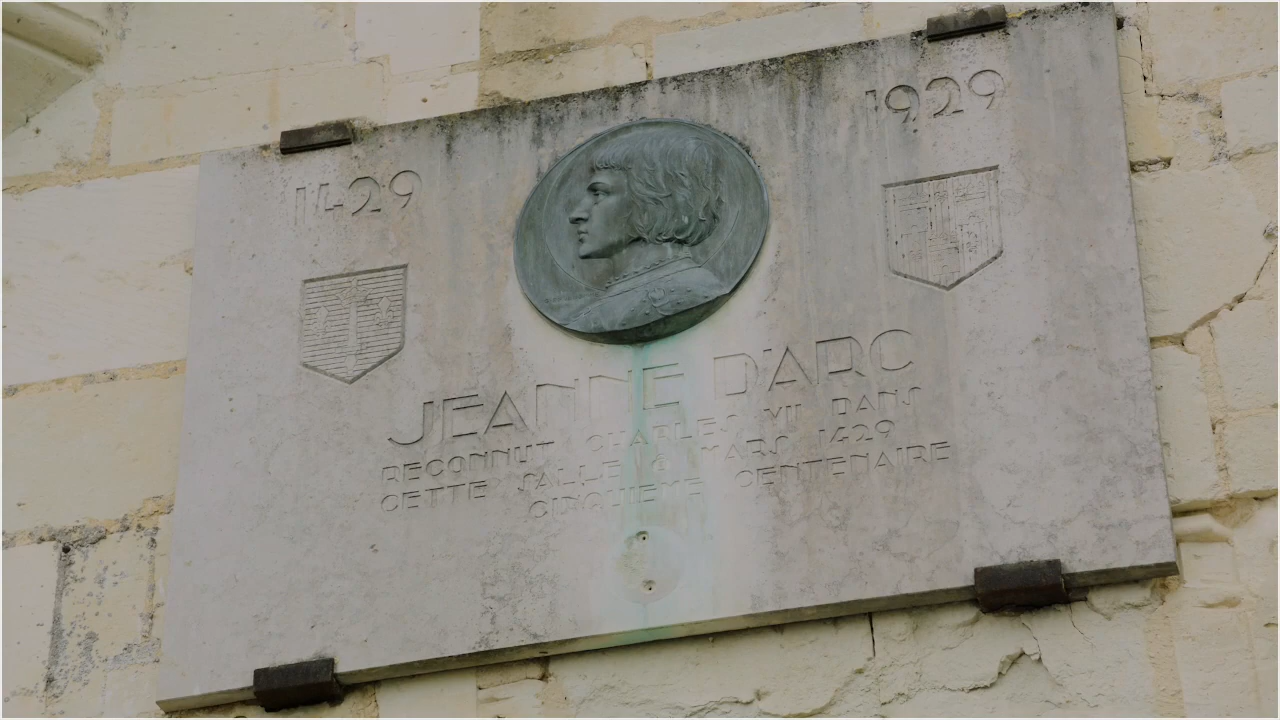 1429
1929
JEANNE D'ARC
RECONNUT CHARLES VII DANS
CETTE SALLE 8 MARS 1429
CINQUIEME CENTENAIRE